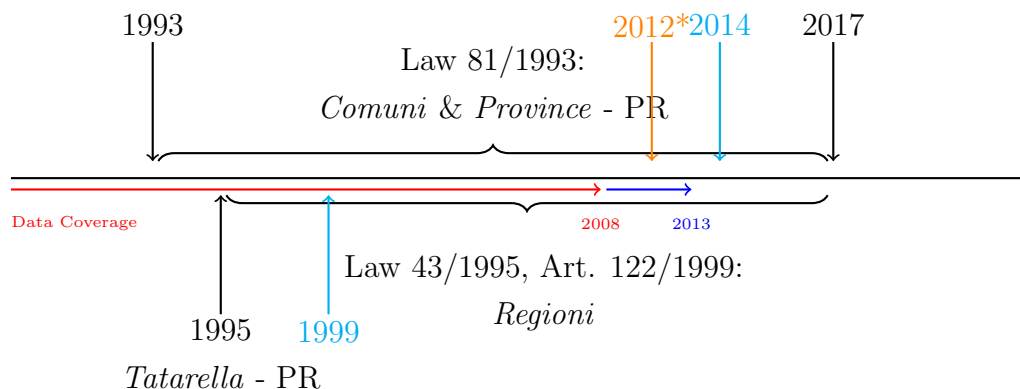 1993 2012* 2014 2017
Law 81/1993:
Comuni & Province - PR
Data Coverage 2008 2013
Law 43/1995, Art. 122/1999:
Regioni
1995 1999
Tatarella - PR